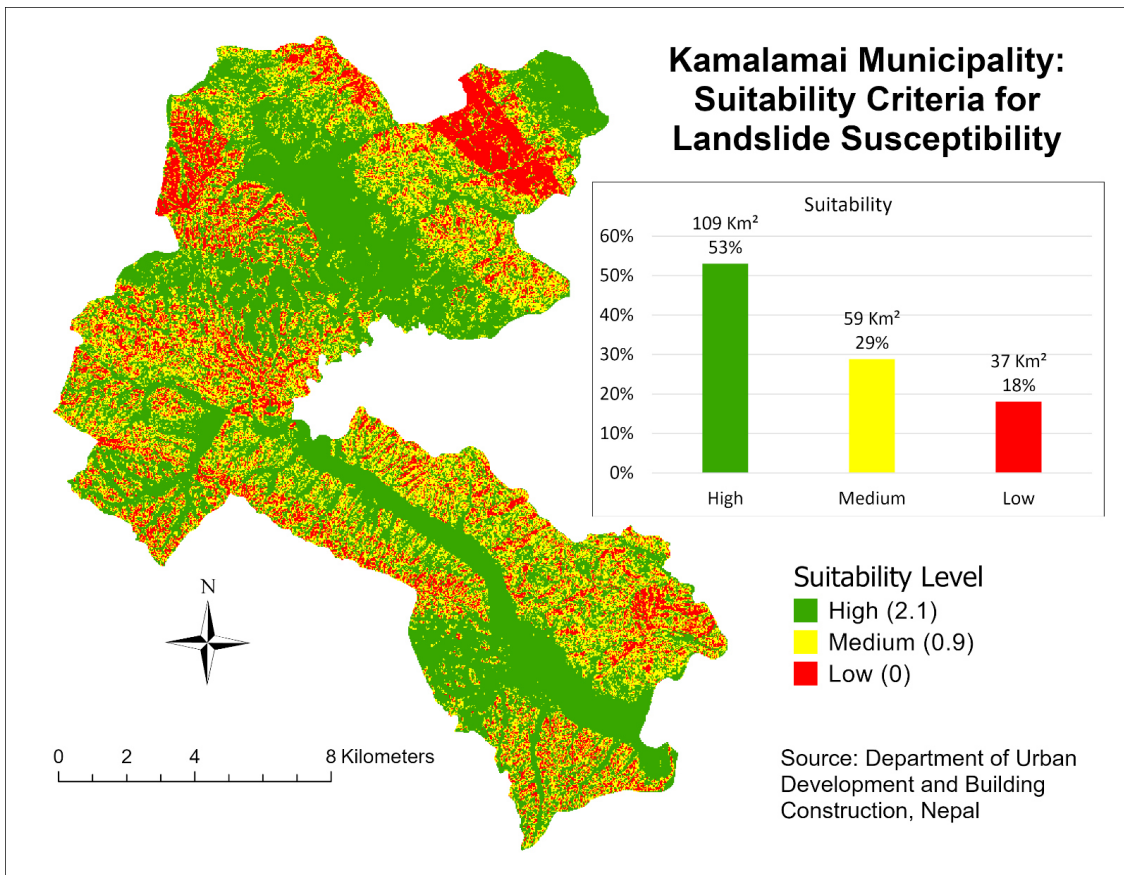 Kamalamai Municipality:
Suitability Criteria for
Landslide Susceptibility
Suitability
109 Km²
53%
59 Km²
29%
37 Km²
18%
60%
50%
40%
30%
20%
10%
0%
High Medium Low
Suitability Level
High (2.1)
Medium (0.9)
Low (0)
N
0 2 4 8 Kilometers
Source: Department of Urban
Development and Building
Construction, Nepal